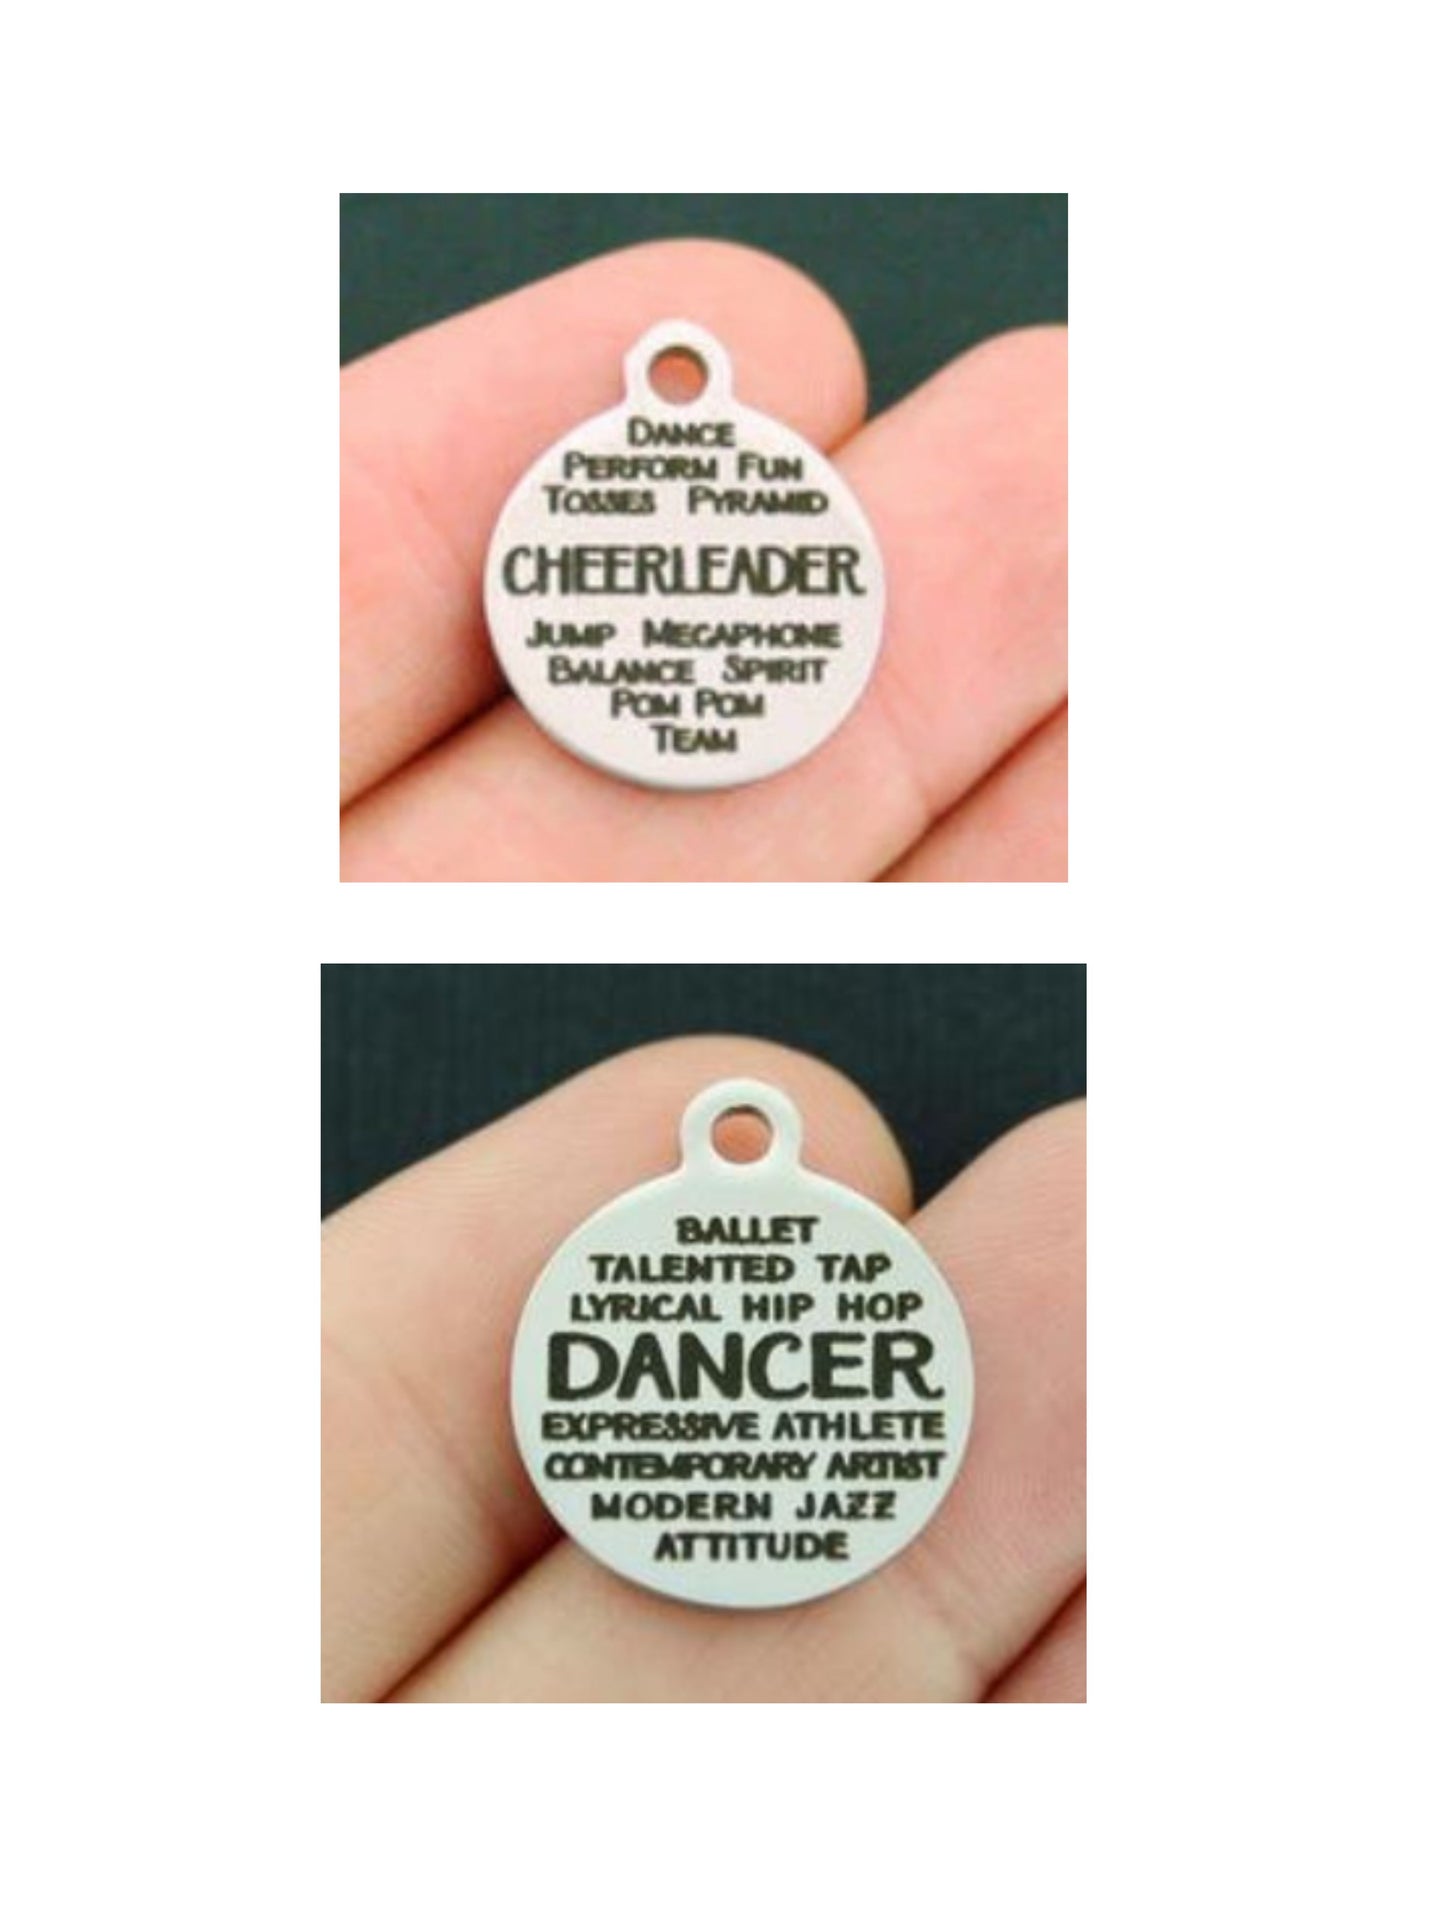 DANCE
PERFORM FUN
TOSSES PYRAMID
CHEERLEADER
JUMP MEGAPHONE
BALANCE SPIRIT
POM POM
TEAM
BALLET
TALENTED TAP
LYRICAL HIP HOP
DANCER
EXPRESSIVE ATHLETE
CONTEMPORARY ARTIST
MODERN JAZZ
ATTITUDE